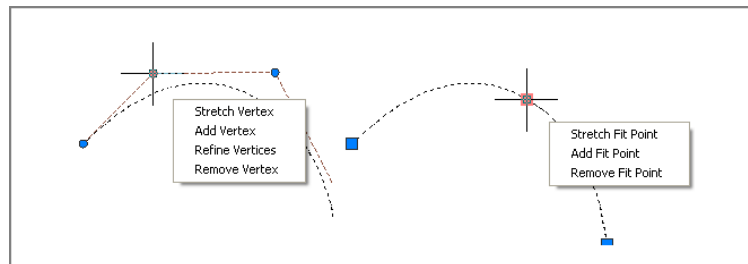 Stretch Vertex
Add Vertex
Refine Vertices
Remove Vertex
Stretch Fit Point
Add Fit Point
Remove Fit Point